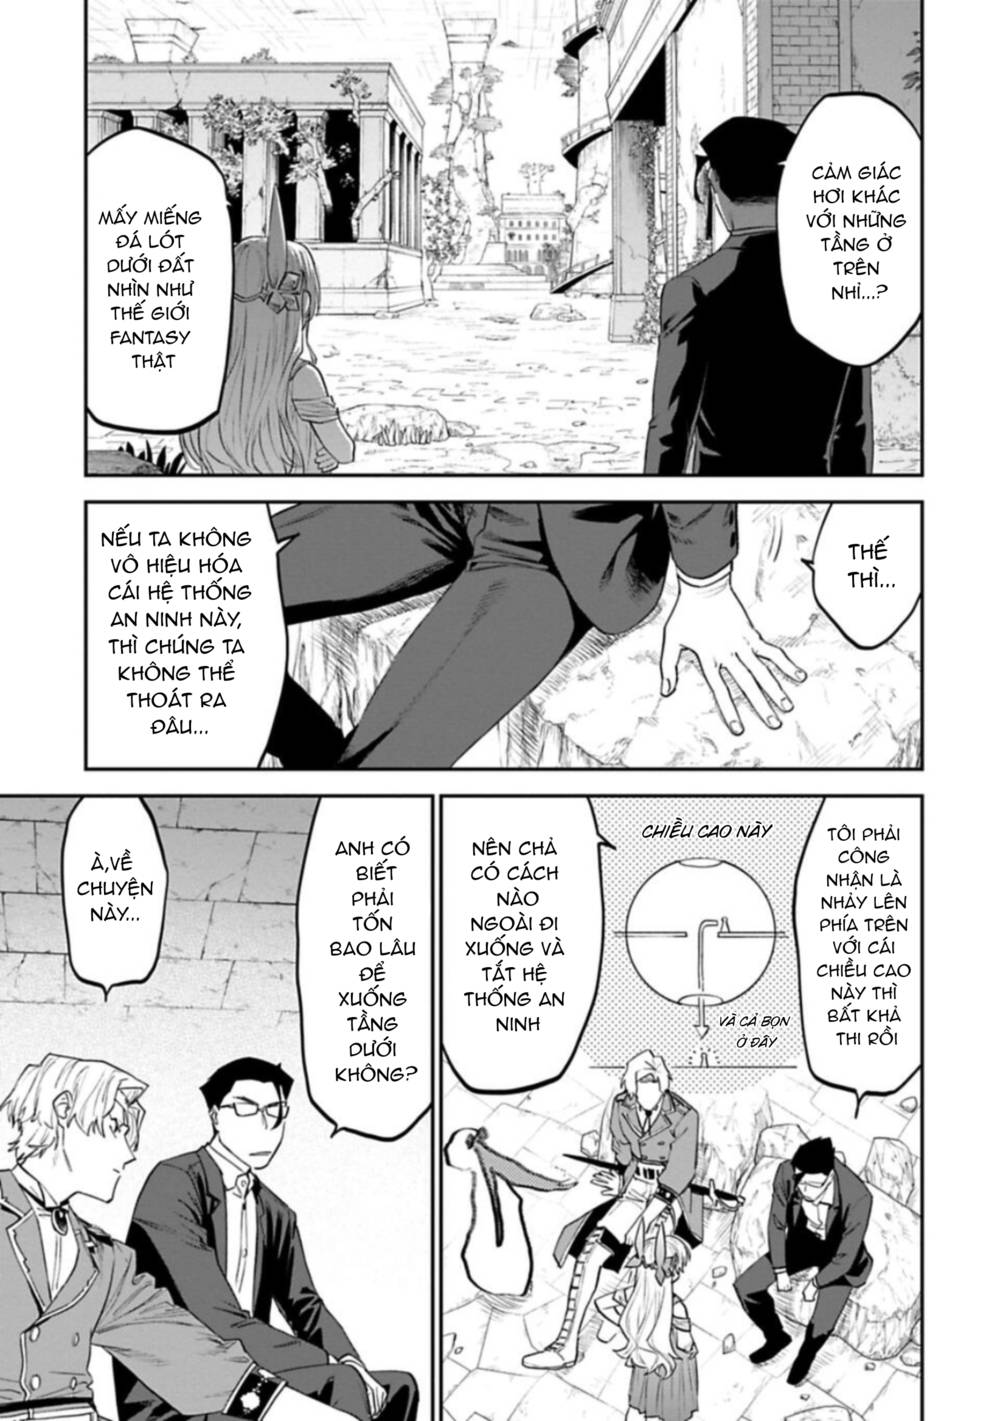 CẢM GIÁC
HƠI KHÁC
VỚI NHỮNG
TẦNG Ở
TRÊN
NHỈ...?
MẤY MIẾNG
ĐÁ LÓT
DƯỚI ĐẤT
NHÌN NHƯ
THẾ GIỚI
FANTASY
THẬT
THẾ
THÌ...
NẾU TA KHÔNG
VÔ HIỆU HÓA
CÁI HỆ THỐNG
AN NINH NÀY,
THÌ CHÚNG TA
KHÔNG THỂ
THOÁT RA
ĐÂU...
TÔI PHẢI
CÔNG
NHẬN LÀ
NHẢY LÊN
PHÍA TRÊN
VỚI CÁI
CHIỀU CAO
NÀY THÌ
BẤT KHẢ
THI RỒI
CHIỀU CAO NÀY
VÀ CẢ BỌN
Ở ĐÂY
NÊN CHẢ
CÓ CÁCH
NÀO
NGOÀI ĐI
XUỐNG VÀ
TẮT HỆ
THỐNG AN
NINH
ANH CÓ
BIẾT
PHẢI
TỐN
BAO LÂU
ĐỂ
XUỐNG
TẦNG
DƯỚI
KHÔNG?
À,VỀ
CHUYỆN
NÀY...